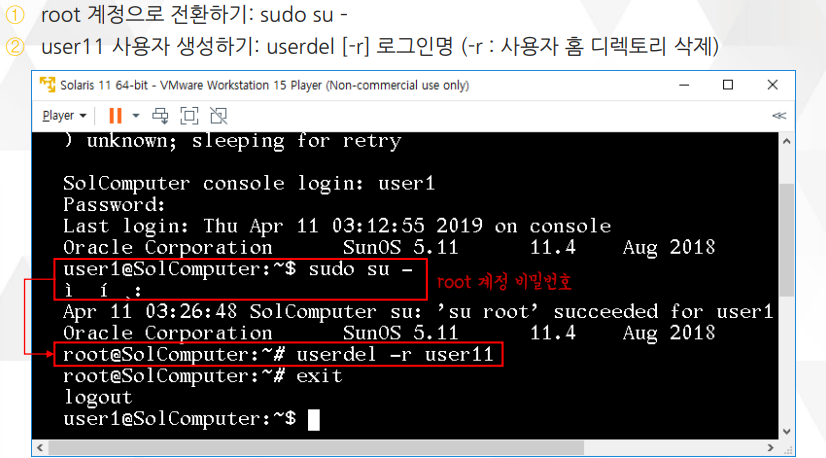 ① root 계정으로 전환하기: sudo su -
② user11 사용자 생성하기: userdel [-r] 로그인명 (-r : 사용자 홈 디렉토리 삭제)
Solaris 11 64-bit - VMware Workstation 15 Player (Non-commercial use only)
Player
) unknown; sleeping for retry
SolComputer console login: user1
Password:
Last login: Thu Apr 11 03:12:55 2019 on console
Oracle Corporation SunOS 5.11 11.4 Aug 2018
user1@SolComputer:~$ sudo su -
root 계정 비밀번호
ì í ¸:
Apr 11 03:26:48 SolComputer su: 'su root' succeeded for user1
Oracle Corporation SunOS 5.11 11.4 Aug 2018
root@SolComputer:~# userdel -r user11
root@SolComputer:~# exit
logout
user1@SolComputer:~$